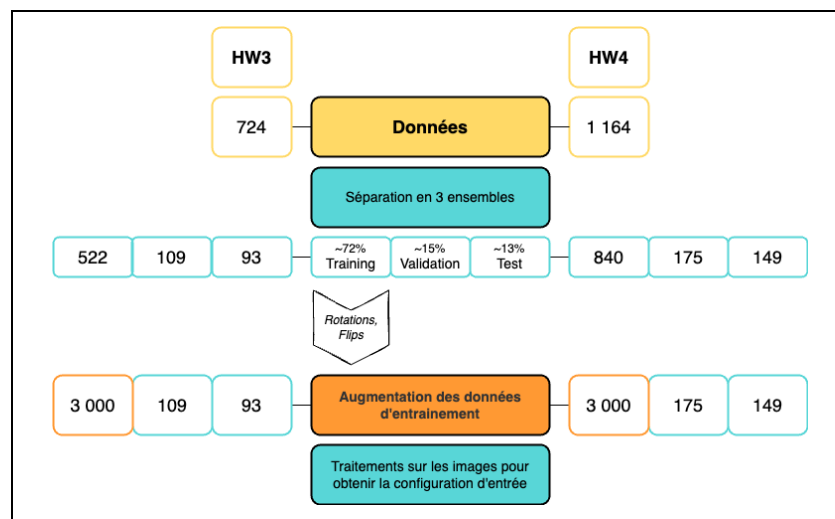 HW3
HW4
724
Données
1 164
Séparation en 3 ensembles
522
109
93
~72%
Training
~15%
Validation
~13%
Test
840
175
149
Rotations,
Flips
3 000
109
93
Augmentation des données
d'entrainement
3 000
175
149
Traitements sur les images pour
obtenir la configuration d'entrée